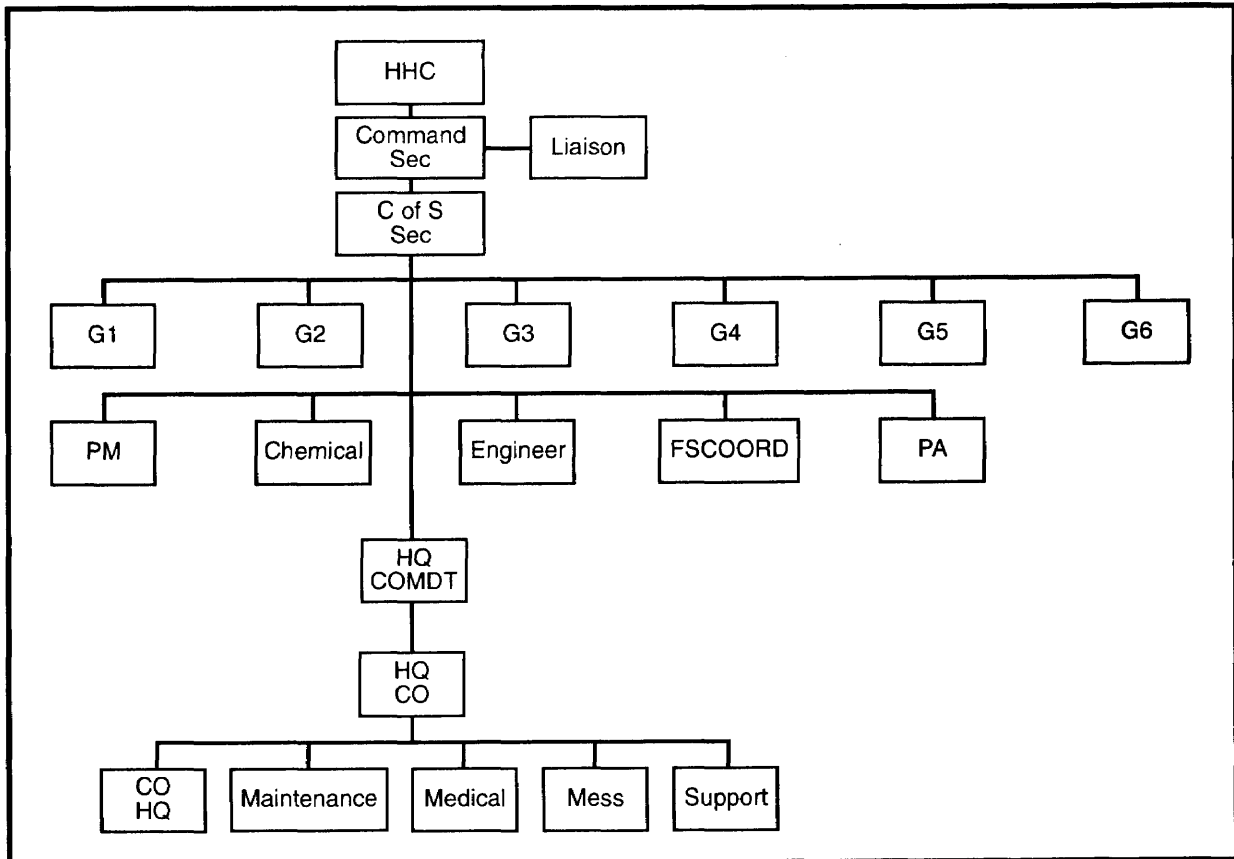 HHC
Command
Sec
Liaison
C of S
Sec
G1
G2
G3
G4
G5
G6
PM
Chemical
Engineer
FSCOORD
PA
HQ
COMDT
HQ
CO
CO
HQ
Maintenance
Medical
Mess
Support